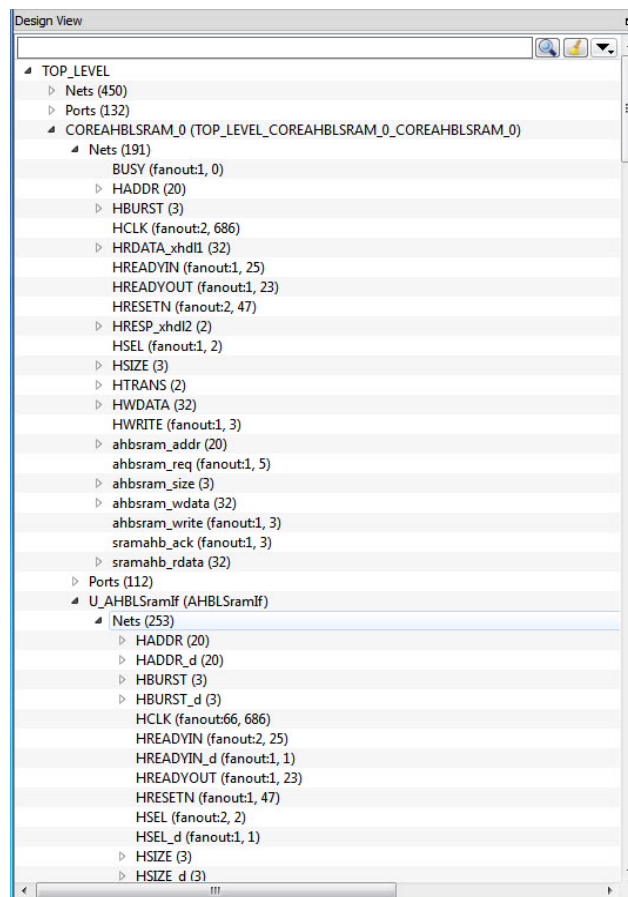 Design View
TOP_LEVEL
Nets (450)
Ports (132)
COREAHBLSRAM_0 (TOP_LEVEL_COREAHBLSRAM_0_COREAHBLSRAM_0)
Nets (191)
BUSY (fanout:1, 0)
HADDR (20)
HBURST (3)
HCLK (fanout:2, 686)
HRDATA_xhdl1 (32)
HREADYIN (fanout:1, 25)
HREADYOUT (fanout:1, 23)
HRESETN (fanout:2, 47)
HRESP_xhdl2 (2)
HSEL (fanout:1, 2)
HSIZE (3)
HTRANS (2)
HWDATA (32)
HWRITE (fanout:1, 3)
ahbsram_addr (20)
ahbsram_req (fanout:1, 5)
ahbsram_size (3)
ahbsram_wdata (32)
ahbsram_write (fanout:1, 3)
sramahb_ack (fanout:1, 3)
sramahb_rdata (32)
Ports (112)
U_AHBLSramIf (AHBLSramIf)
Nets (253)
HADDR (20)
HADDR_d (20)
HBURST (3)
HBURST_d (3)
HCLK (fanout:66, 686)
HREADYIN (fanout:2, 25)
HREADYIN_d (fanout:1, 1)
HREADYOUT (fanout:1, 23)
HRESETN (fanout:1, 47)
HSEL (fanout:2, 2)
HSEL_d (fanout:1, 1)
HSIZE (3)
HSIZE_d (3)